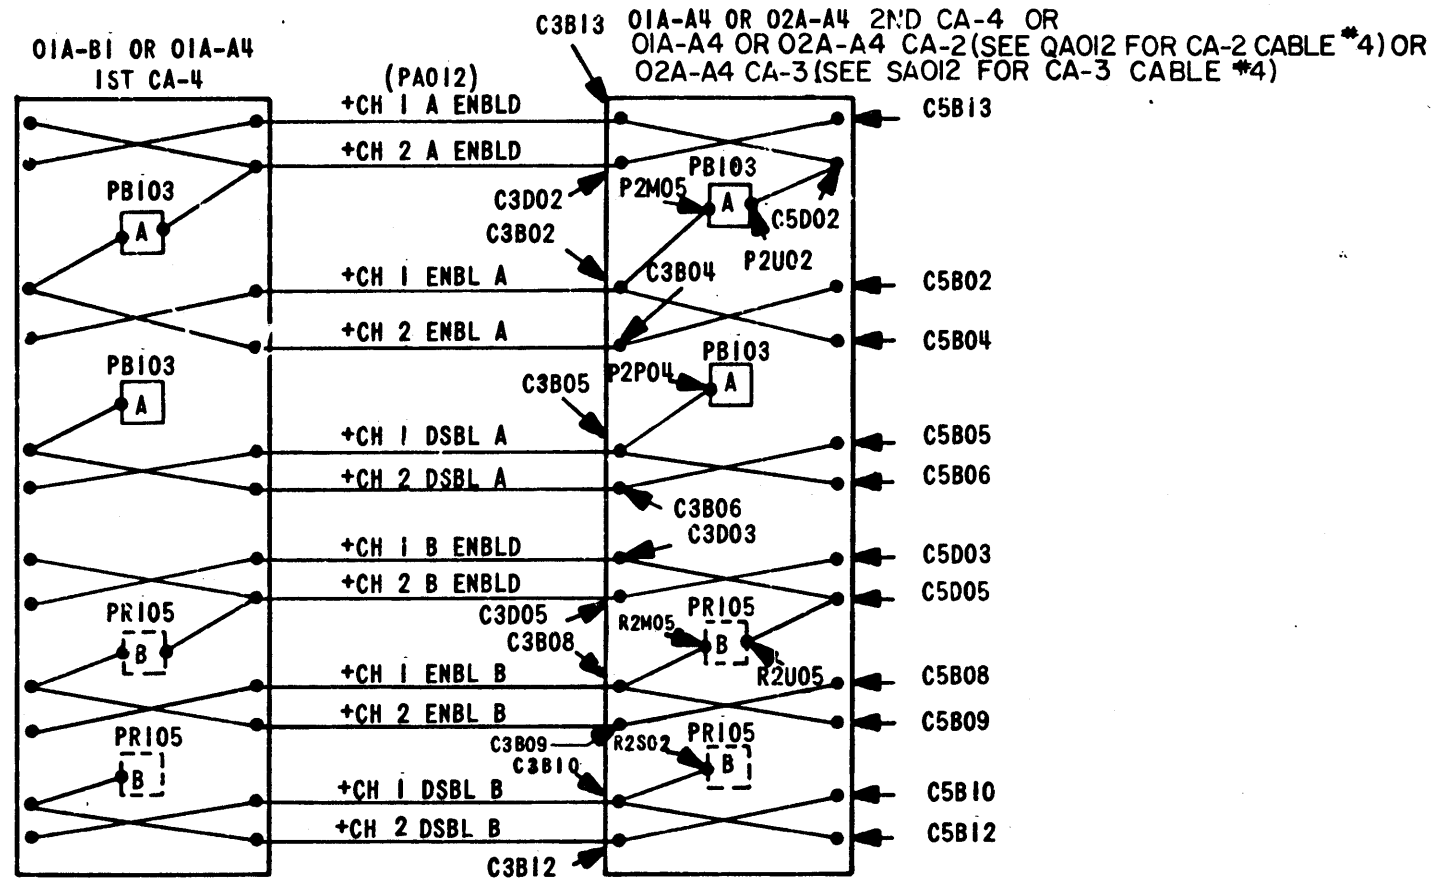 01A-B1 OR 01A-A4
1ST CA-4
(PA012)
C3B13
01A-A4 OR 02A-A4 2ND CA-4 OR
01A-A4 OR 02A-A4 CA-2 (SEE QA012 FOR CA-2 CABLE #4) OR
02A-A4 CA-3 (SEE SA012 FOR CA-3 CABLE #4)
+CH 1 A ENBLD
C5B13
+CH 2 A ENBLD
PB103
A
C3D02
P2M05
PB103
A
C5D02
C3B02
P2U02
+CH 1 ENBL A
C3B04
C5B02
+CH 2 ENBL A
C5B04
PB103
A
C3B05
P2P04
PB103
A
+CH 1 DSBL A
C5B05
+CH 2 DSBL A
C5B06
C3B06
C3D03
+CH 1 B ENBLD
C5D03
+CH 2 B ENBLD
C5D05
PR105
B
C3D05
C3B08
R2M05
PR105
B
R2U05
+CH 1 ENBL B
C5B08
+CH 2 ENBL B
C5B09
PR105
B
C3B09
C3B10
R2S02
PR105
B
+CH 1 DSBL B
C5B10
+CH 2 DSBL B
C5B12
C3B12